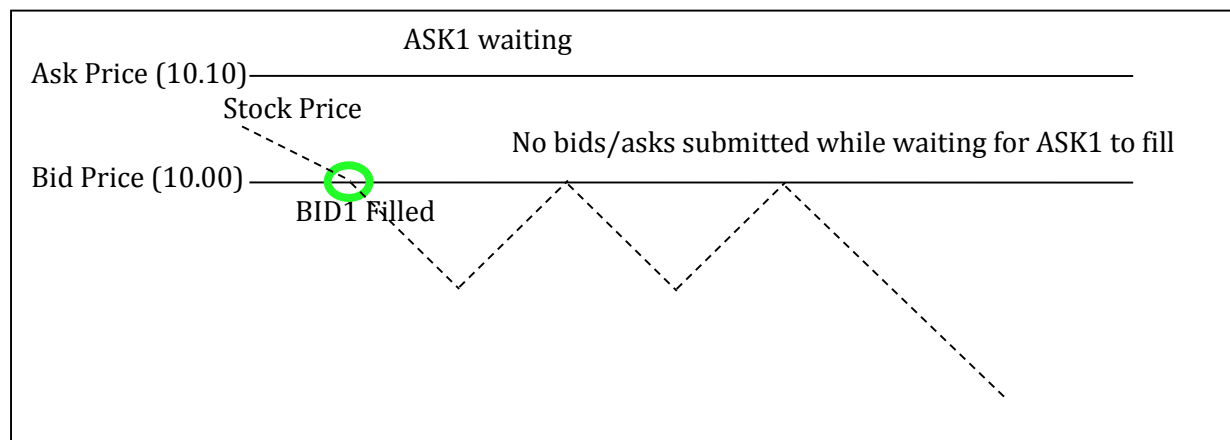 ASK1 waiting
Ask Price (10.10)
Stock Price
No bids/asks submitted while waiting for ASK1 to fill
Bid Price (10.00)
BID1 Filled